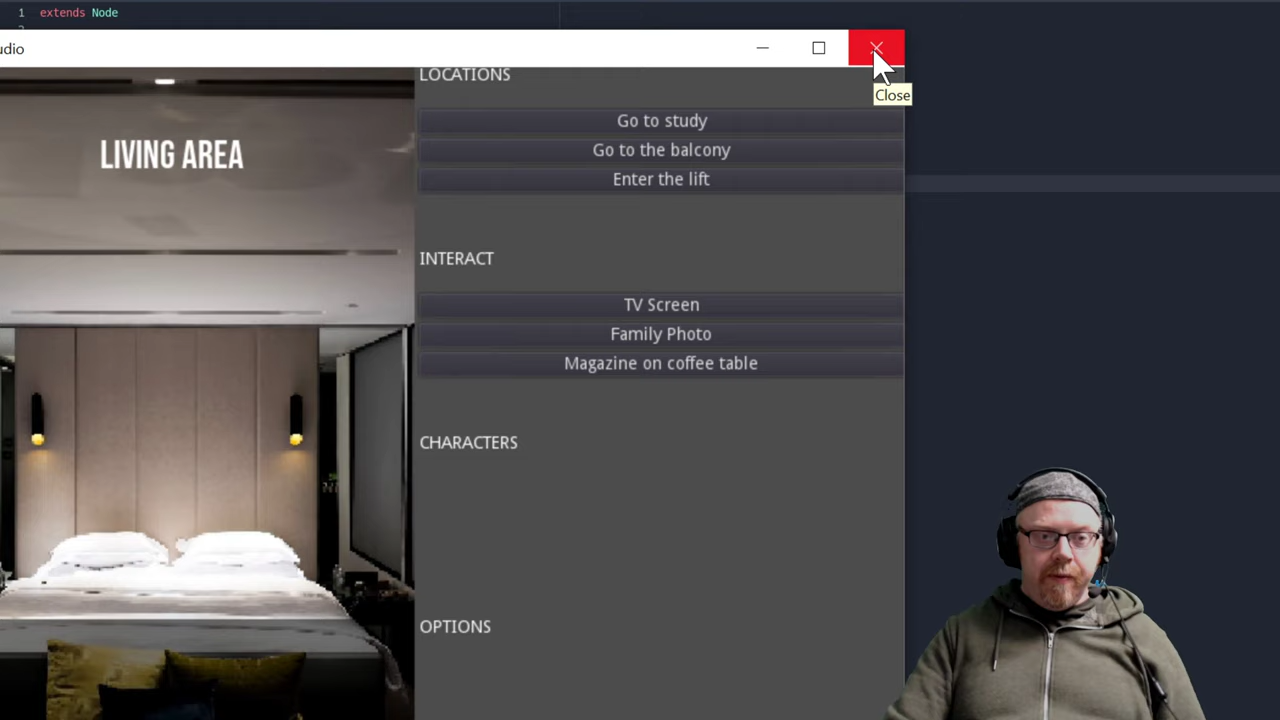 1 extends Node
udio
Close
LIVING AREA
LOCATIONS
Go to study
Go to the balcony
Enter the lift
INTERACT
TV Screen
Family Photo
Magazine on coffee table
CHARACTERS
OPTIONS